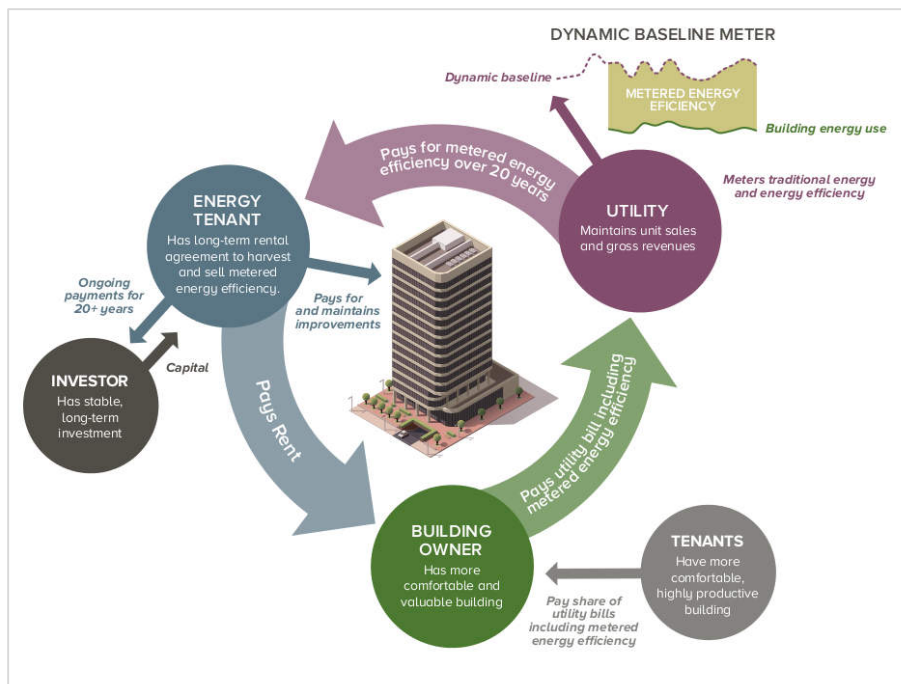 DYNAMIC BASELINE METER
Dynamic baseline
METERED ENERGY
EFICIENCY
Building energy use
Pays for metered energy
efficiency over 20 years
Meters traditional energy
and energy efficiency
UTILITY
Maintains unit sales
and gross revenues
ENERGY
TENANT
Has long-term rental
agreement to harvest
and sell metered
energy efficiency.
Ongoing
payments for
20+ years
Pays for
and maintains
improvements
Capital
INVESTOR
Has stable,
long-term
investment
Pays Rent
Pays utility bill including
metered energy efficiency
BUILDING
OWNER
Has more
comfortable and
valuable building
TENANTS
Have more
comfortable,
highly productive
building
Pay share of
utility bills
including metered
energy efficiency